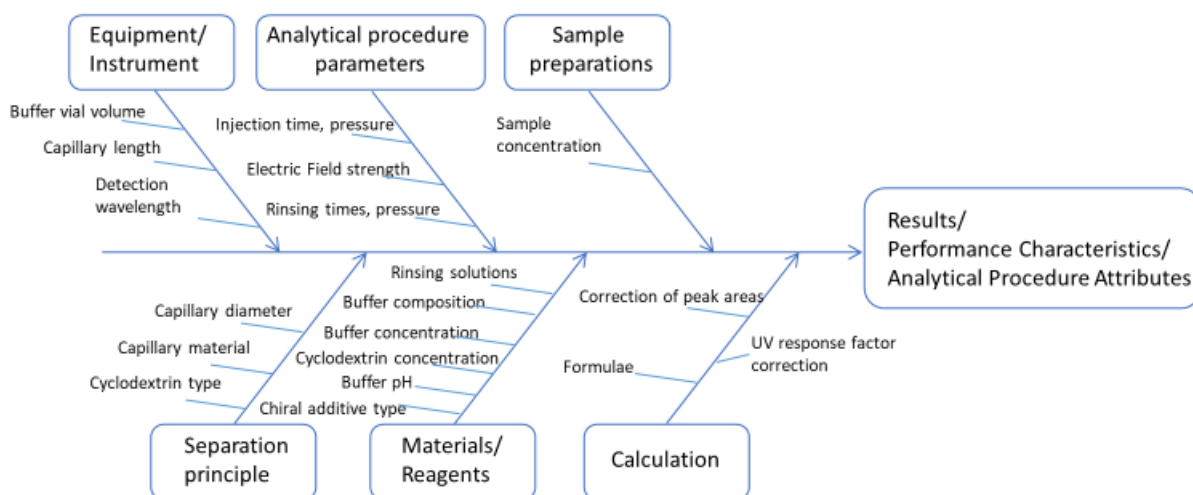 Equipment/
Instrument
Analytical procedure
parameters
Sample
preparations
Buffer vial volume
Capillary length
Detection
wavelength
Injection time, pressure
Electric Field strength
Rinsing times, pressure
Sample
concentration
Results/
Performance Characteristics/
Analytical Procedure Attributes
Capillary diameter
Capillary material
Cyclodextrin type
Rinsing solutions
Buffer composition
Buffer concentration
Cyclodextrin concentration
Buffer pH
Chiral additive type
Correction of peak areas
UV response factor
correction
Formulae
Separation
principle
Materials/
Reagents
Calculation